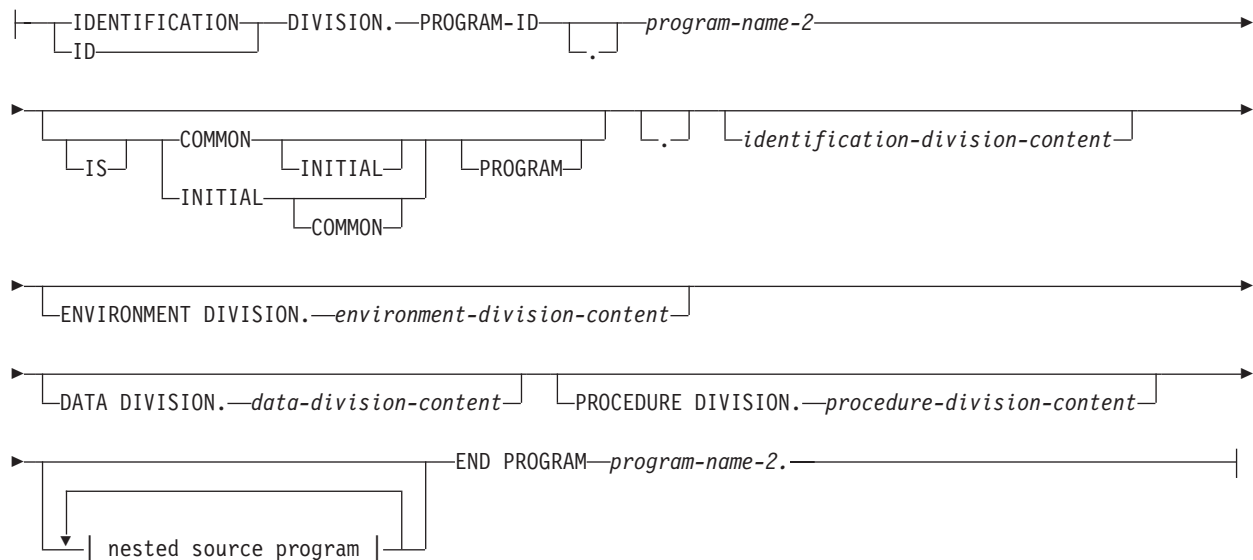 IDENTIFICATION DIVISION. PROGRAM-ID program-name-2
ID .
COMMON . identification-division-content
IS INITIAL PROGRAM
INITIAL
COMMON
ENVIRONMENT DIVISION. environment-division-content
DATA DIVISION. data-division-content PROCEDURE DIVISION. procedure-division-content
END PROGRAM program-name-2.
nested source program